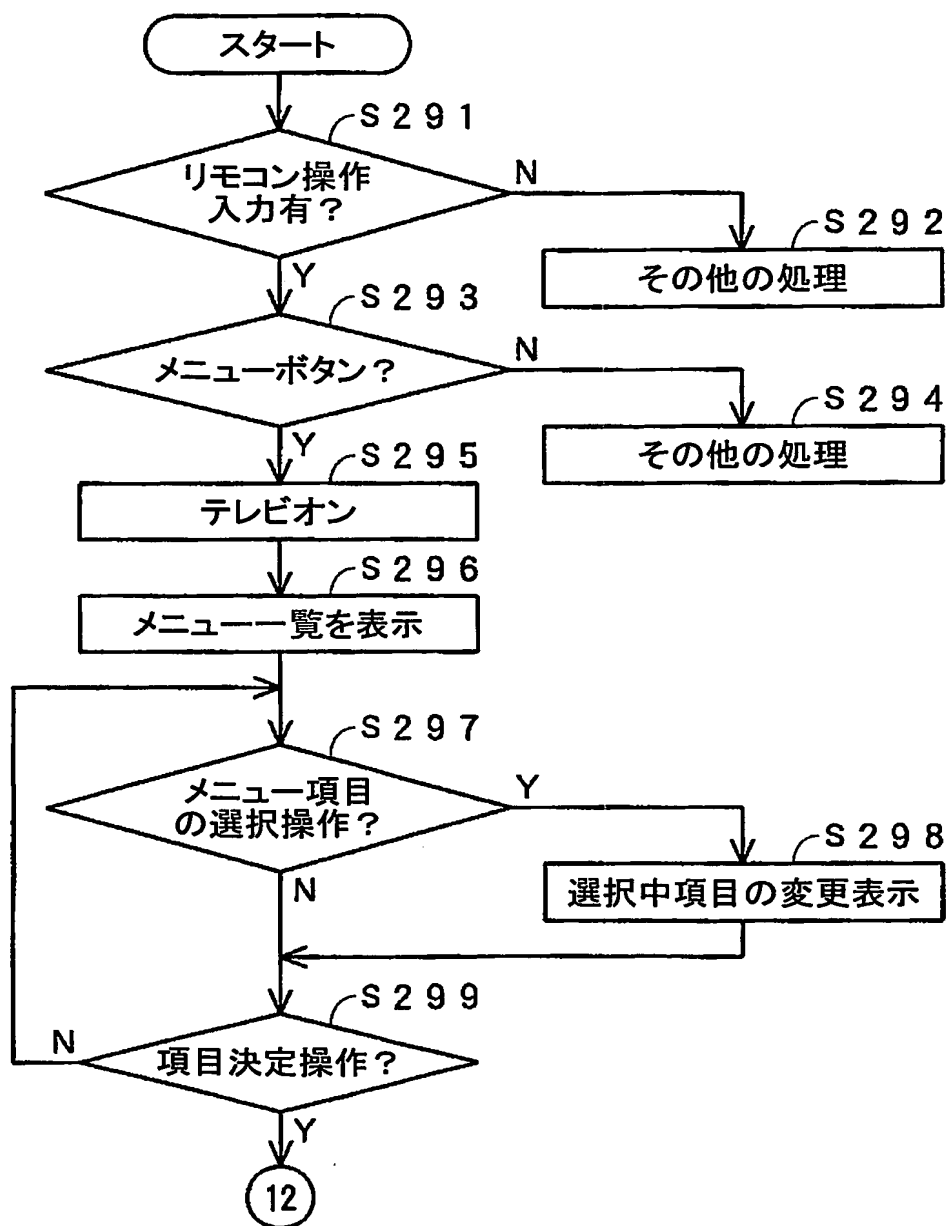 スタート
S291
リモコン操作
入力有?
N
Y
S292
その他の処理
S293
メニューボタン?
N
Y
S294
その他の処理
S295
テレビオン
S296
メニュー一覧を表示
S297
メニュー項目
の選択操作?
Y
N
S298
選択中項目の変更表示
S299
項目決定操作?
N
Y
12